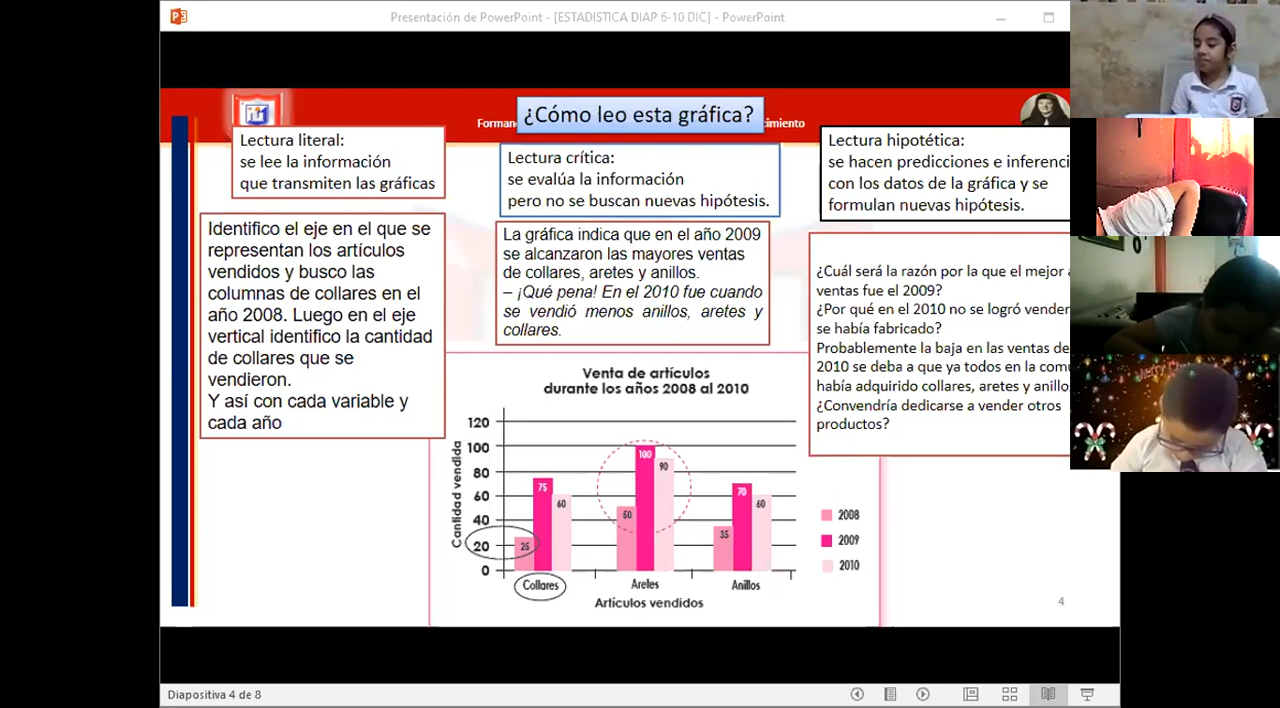 Presentación de PowerPoint - [ESTADISTICA DIAP 6-10 DIC] - PowerPoint
¿Cómo leo esta gráfica?
Lectura literal:
se lee la información
que transmiten las gráficas
Identifico el eje en el que se
representan los artículos
vendidos y busco las
columnas de collares en el
año 2008. Luego en el eje
vertical identifico la cantidad
de collares que se
vendieron.
Y así con cada variable y
cada año
Lectura crítica:
se evalúa la información
pero no se buscan nuevas hipótesis.
La gráfica indica que en el año 2009
se alcanzaron las mayores ventas
de collares, aretes y anillos.
– ¡Qué pena! En el 2010 fue cuando
se vendió menos anillos, aretes y
collares.
Lectura hipotética:
se hacen predicciones e
con los datos de la gráfica y se
formulan nuevas hipótesis.
¿Cuál será la razón por la que el mejor
ventas fue el 2009?
¿Por qué en el 2010 no se logró vender
se había fabricado?
Probablemente la baja en las ventas de
2010 se deba a que ya todos en la
había adquirido collares, aretes y
¿Convendría dedicarse a vender otros
productos?
Venta de artículos
durante los años 2008 al 2010
Cantidad vendida
120
100
80
60
40
20
0
25
75
60
50
100
90
35
70
60
Collares
Aretes
Anillos
Artículos vendidos
2008
2009
2010
4
Diapositiva 4 de 8